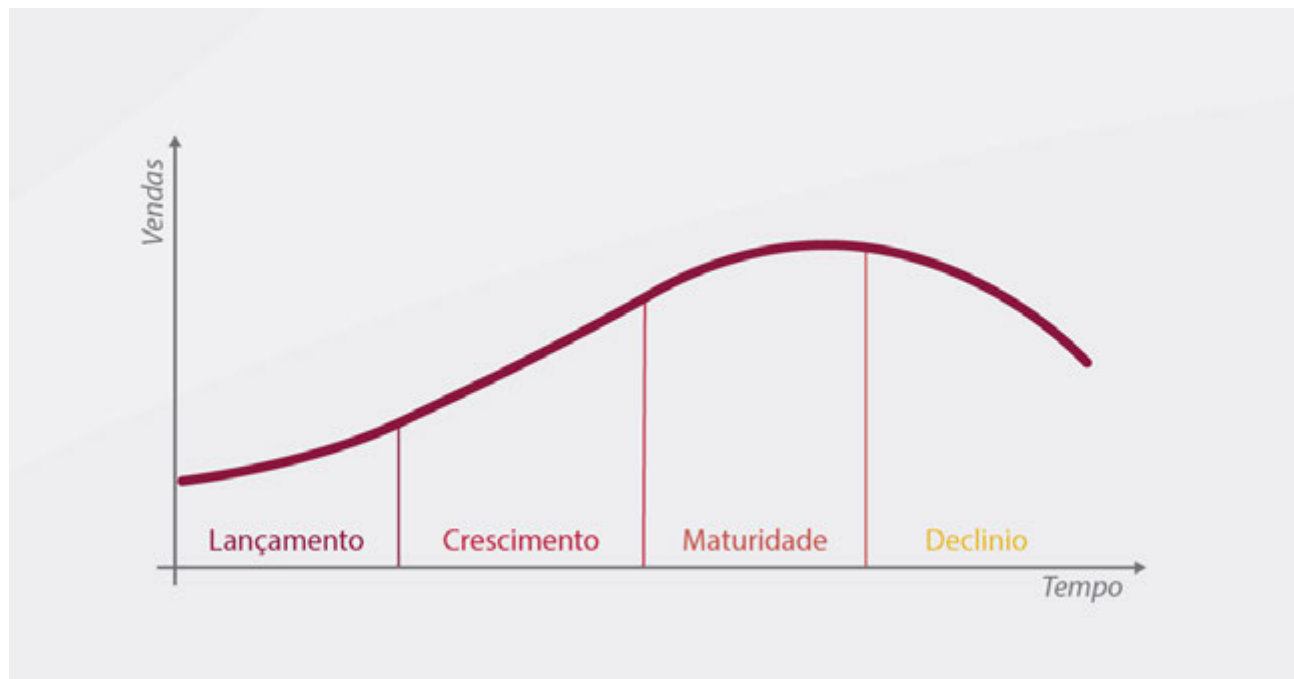 Vendas
Lançamento
Crescimento
Maturidade
Declinio
Tempo